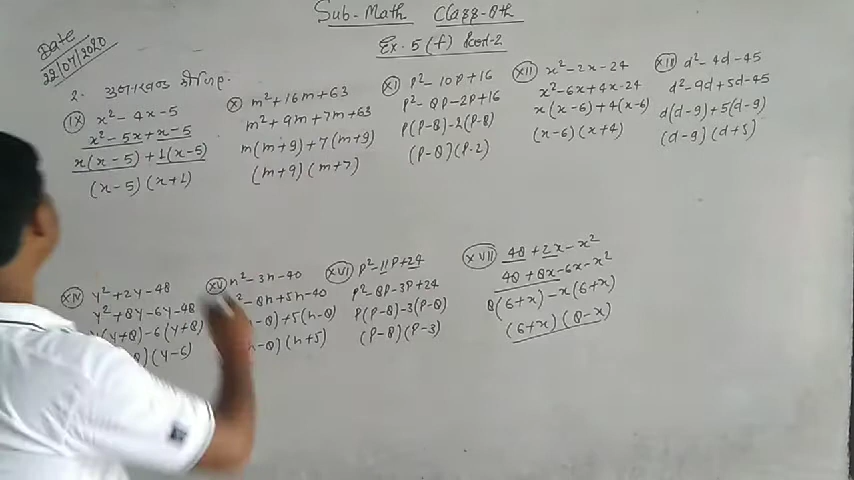 Sub- Math Class-8th
Date
22/07/2020
Ex. 5 (f)
2. गुणनखण्ड कीजिए.
IX x² - 4x - 5
x² - 5x + x - 5
x(x - 5) + 1(x - 5)
(x - 5) (x + 1)
X m² + 16m + 63
m² + 9m + 7m + 63
m(m + 9) + 7(m + 9)
(m + 9) (m + 7)
XI p² - 10p + 16
p² - 8p - 2p + 16
p(p - 8) - 2(p - 8)
(p - 8) (p - 2)
XII x² - 2x - 24
x² - 6x + 4x - 24
x(x - 6) + 4(x - 6)
(x - 6) (x + 4)
XIII d² - 4d - 45
d² - 9d + 5d - 45
d(d - 9) + 5(d - 9)
(d - 9) (d + 5)
XIV y² + 2y - 48
y² + 8y - 6y - 48
(y + 8) - 6(y + 8)
8) (y - 6)
XV n² - 3n - 40
² - 8n + 5n - 40
n - 8) + 5(n - 8)
n - 8) (n + 5)
XVI p² - 11p + 24
p² - 8p - 3p + 24
p(p - 8) - 3(p - 8)
(p - 8) (p - 3)
XVII 48 + 2x - x²
48 + 8x - 6x - x²
8(6 + x) - x(6 + x)
(6 + x) (8 - x)